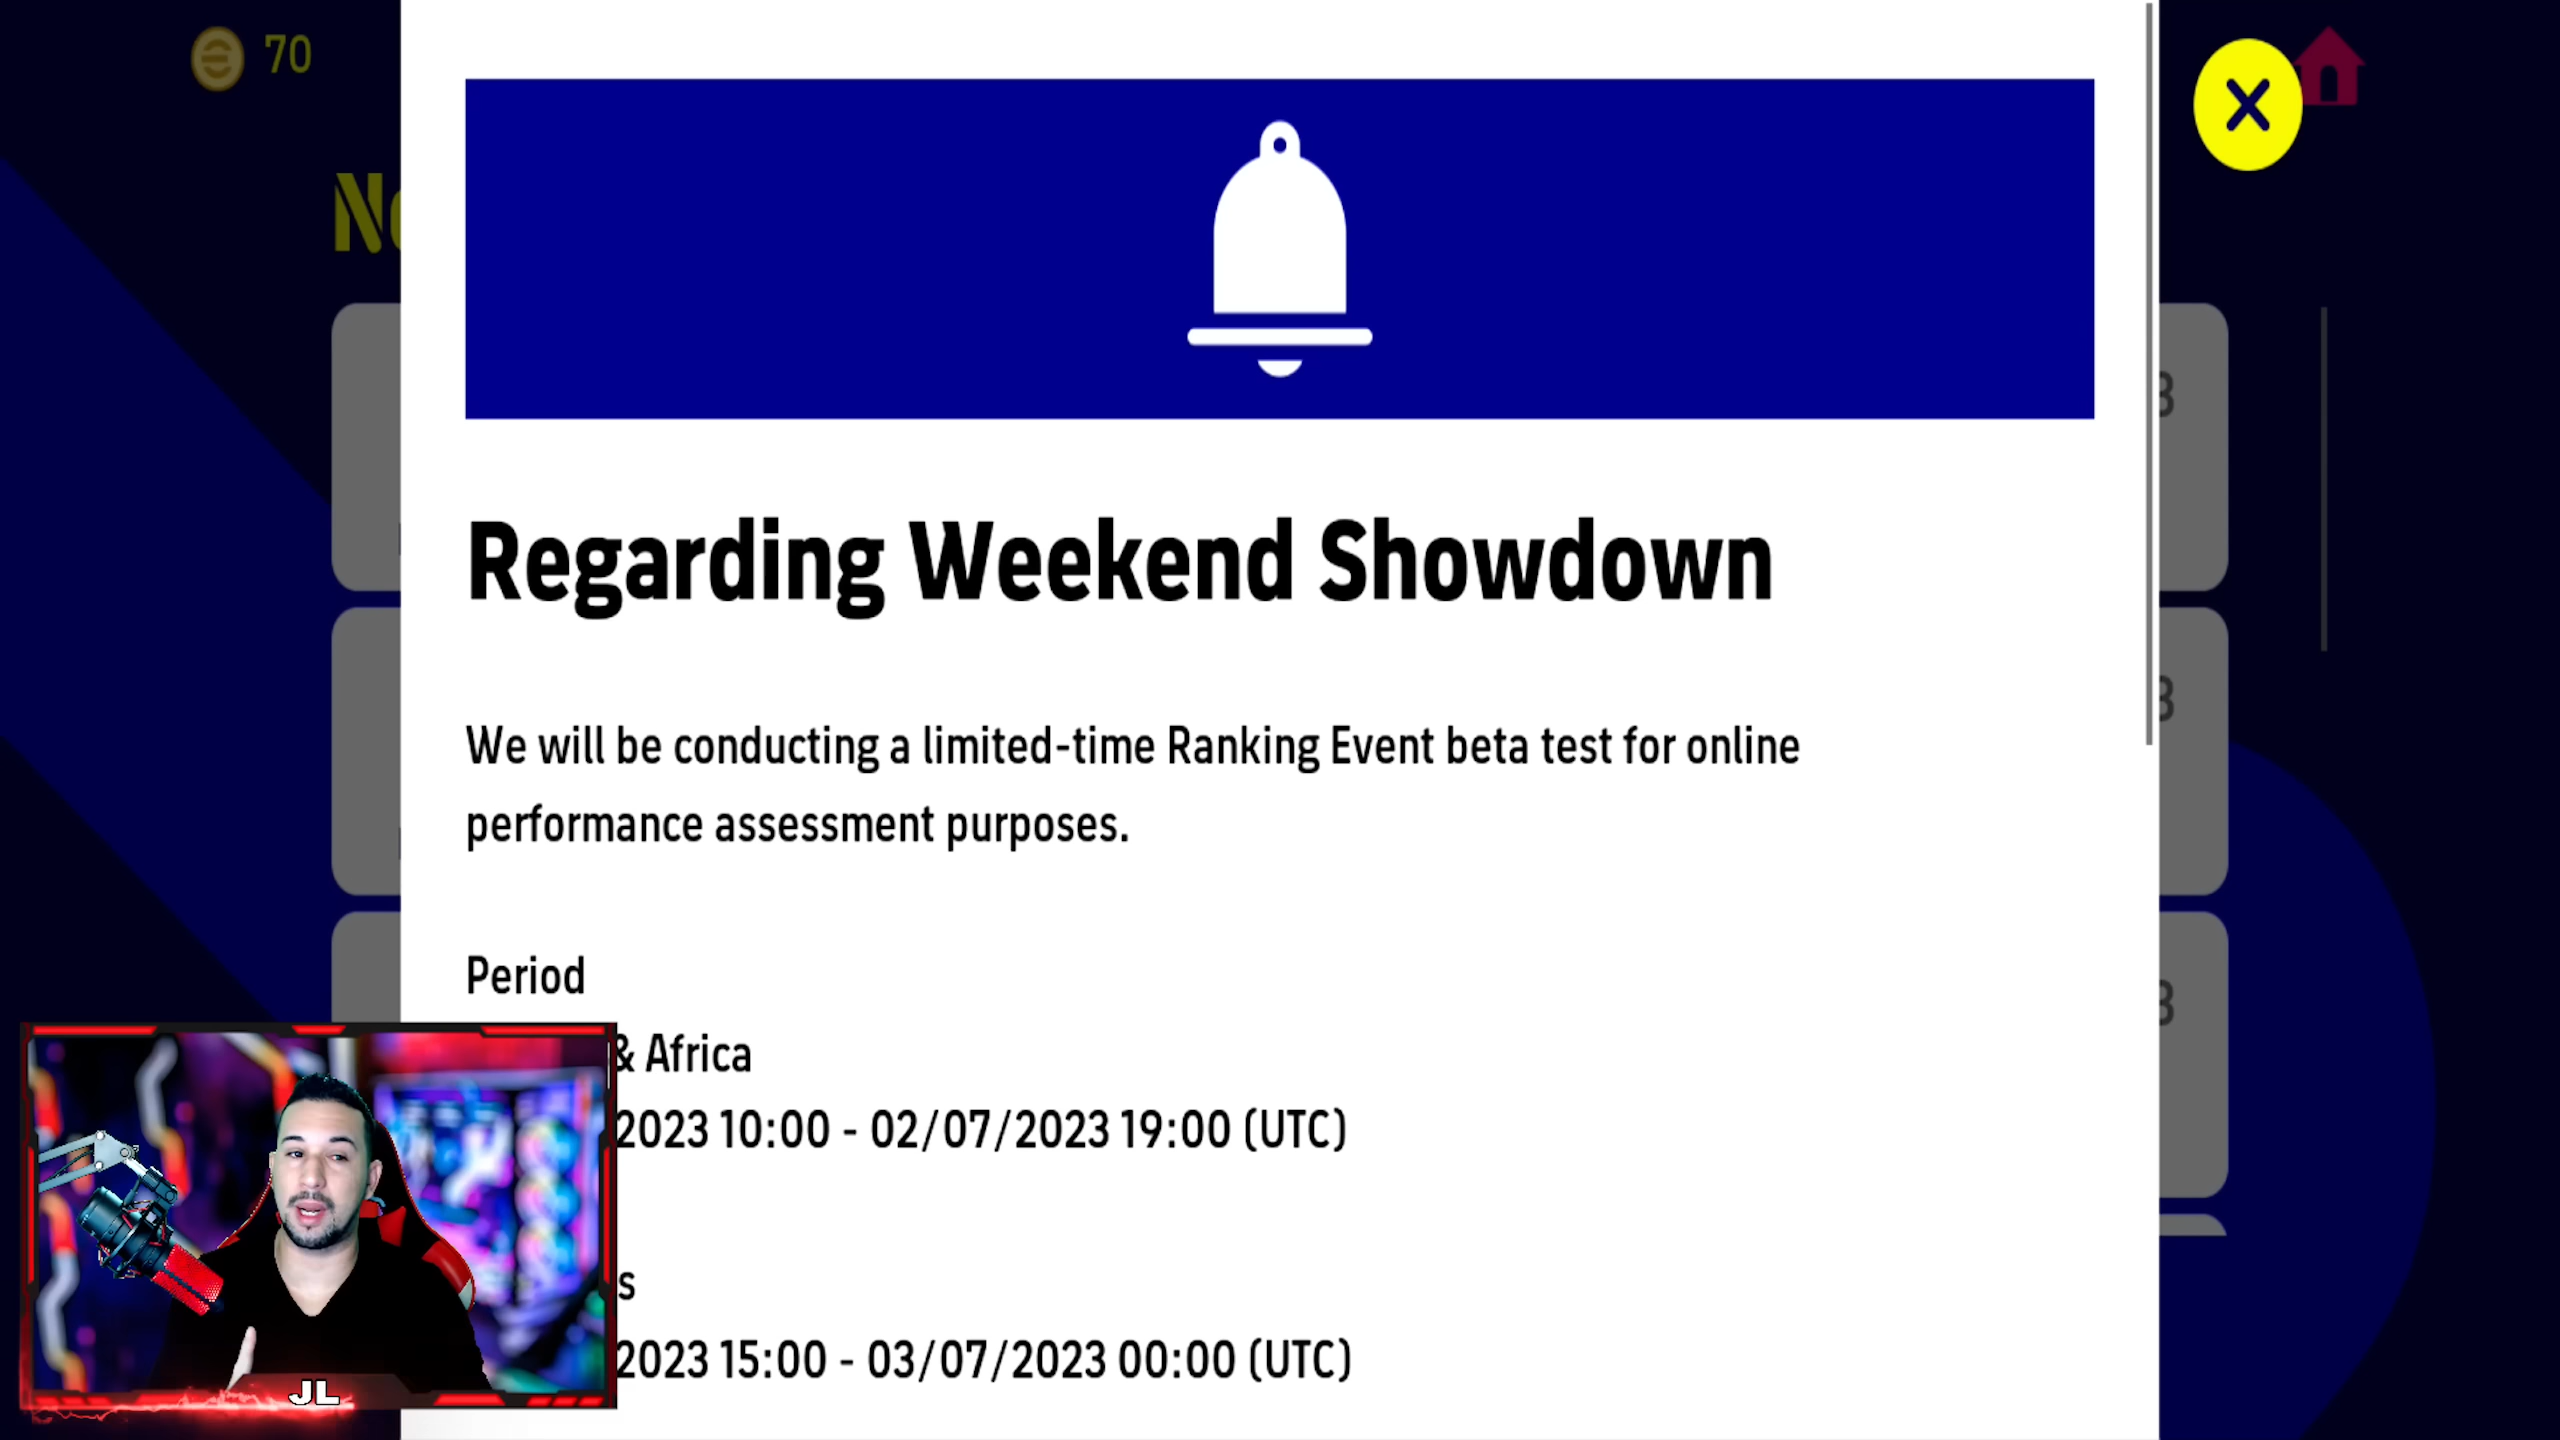 70
Regarding Weekend Showdown
We will be conducting a limited-time Ranking Event beta test for online
performance assessment purposes.
Period
& Africa
2023 10:00 - 02/07/2023 19:00 (UTC)
2023 15:00 - 03/07/2023 00:00 (UTC)
JL